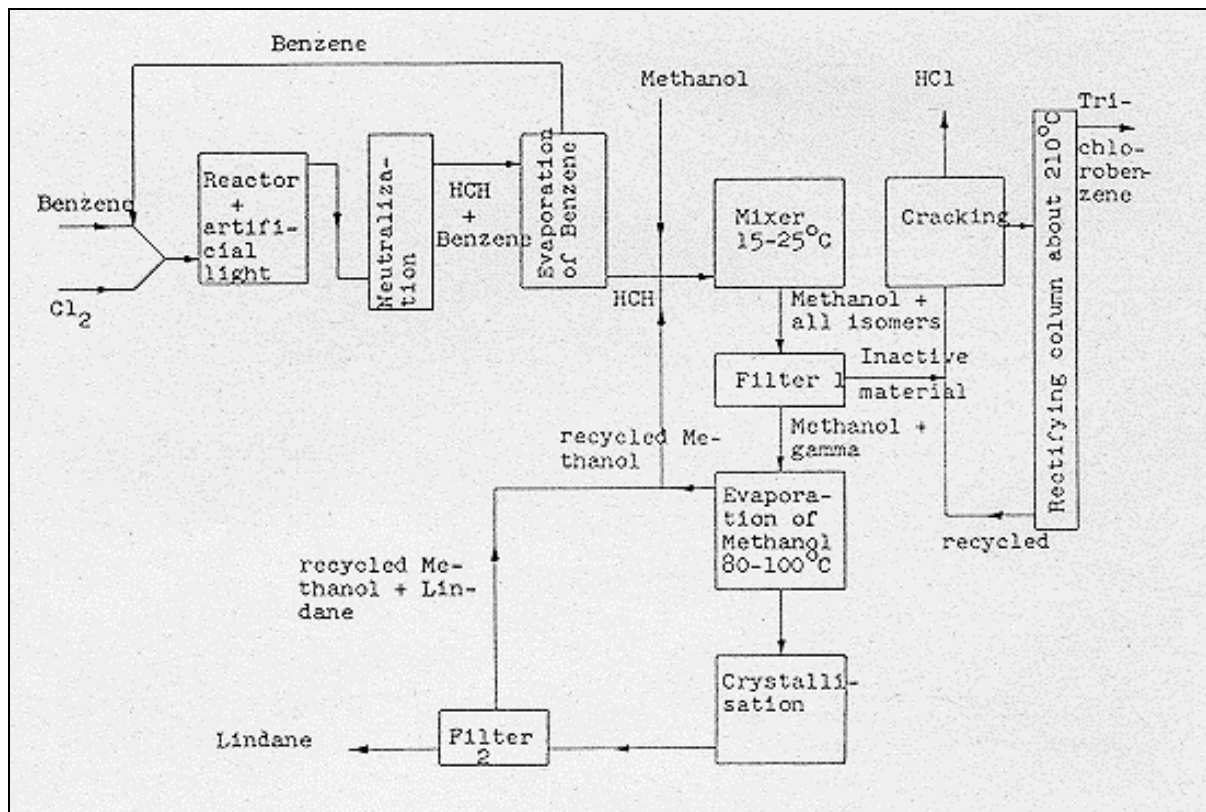 Benzene
Methanol
HCl
Tri-
chlo-
roben-
zene
Benzene
Cl2
Reactor
+
artifi-
cial
light
Neutraliza-
tion
HCH
+
Benzene
Evaporation
of Benzene
HCH
Mixer
15-25°C
Cracking
Rectifying column about 210°C
Methanol +
all isomers
Filter 1
Inactive
material
Methanol +
gamma
recycled Me-
thanol
Evapora-
tion of
Methanol
80-100°C
recycled
recycled Me-
thanol + Lin-
dane
Crystalli-
sation
Filter
2
Lindane